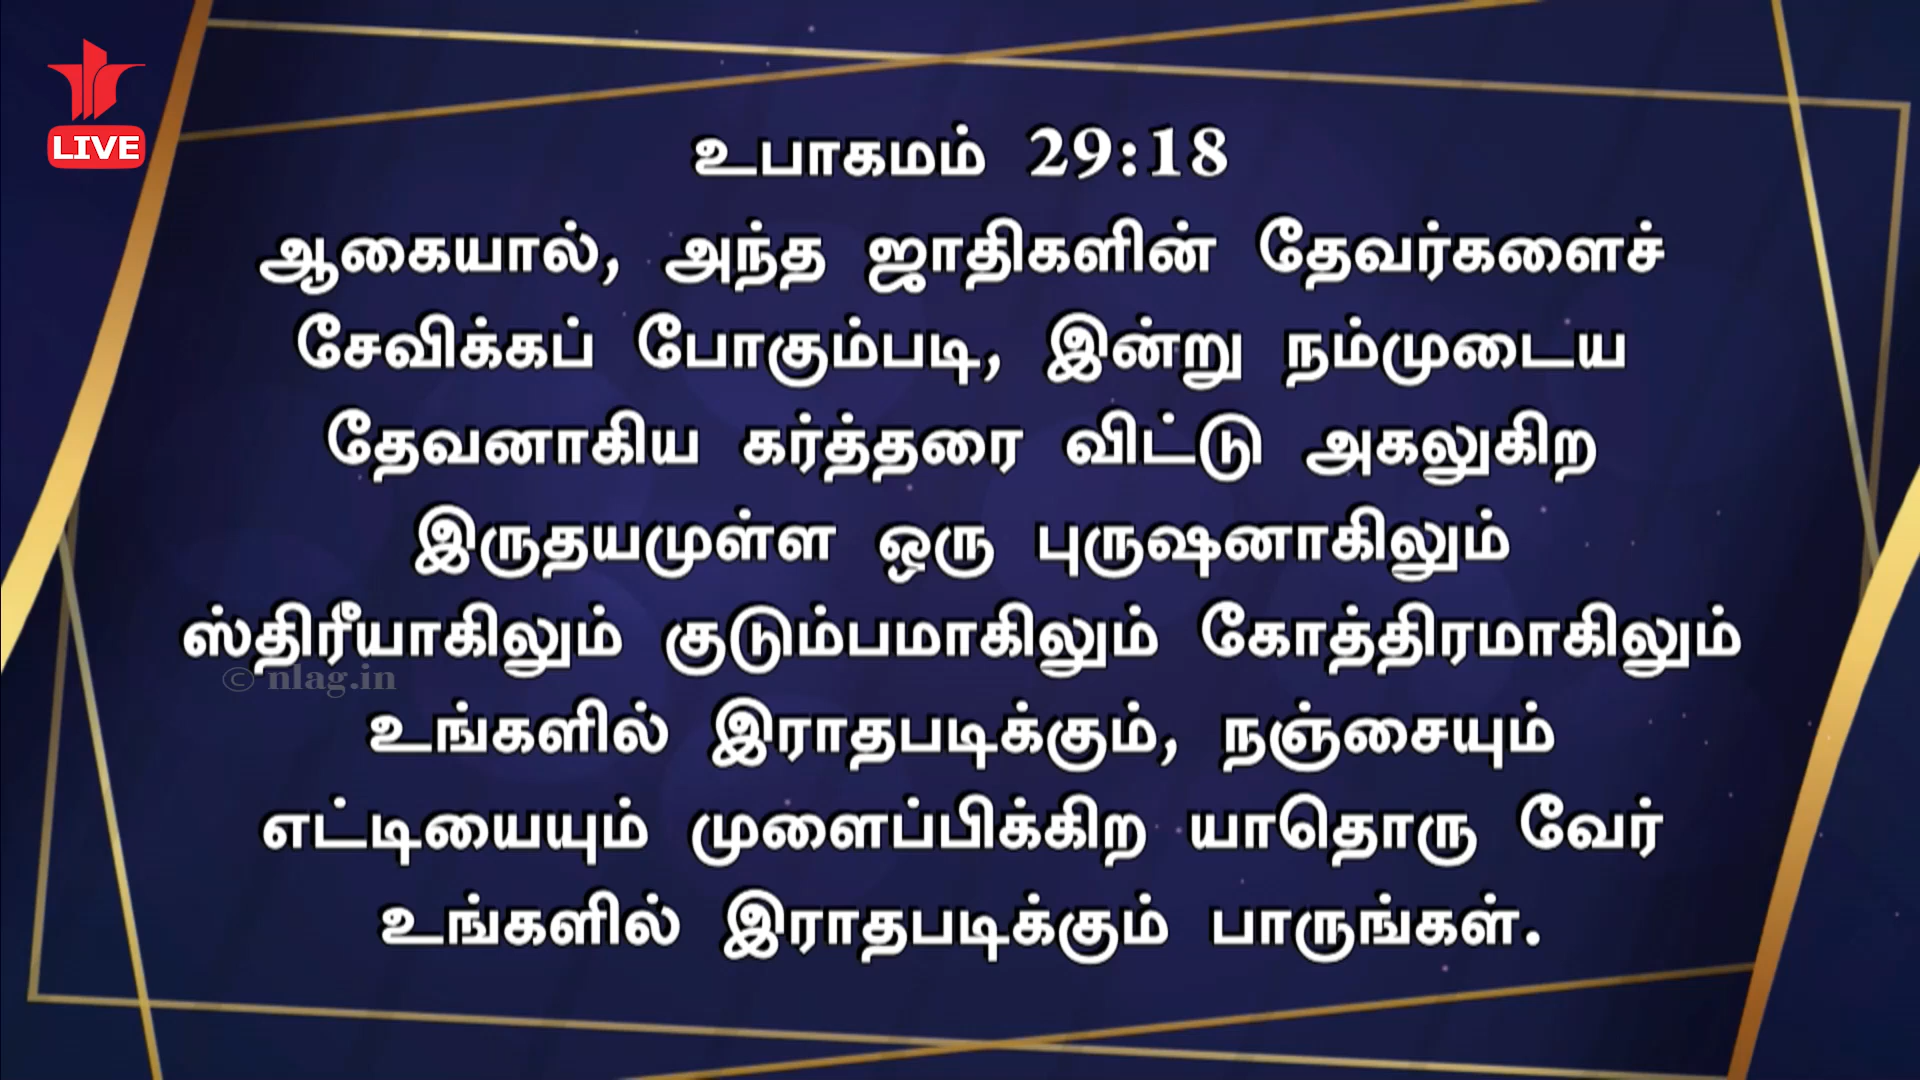 LIVE
உபாகமம் 29:18
ஆகையால், அந்த ஜாதிகளின் தேவர்களைச்
சேவிக்கப் போகும்படி, இன்று நம்முடைய
தேவனாகிய கர்த்தரை விட்டு அகலுகிற
இருதயமுள்ள ஒரு புருஷனாகிலும்
ஸ்திரீயாகிலும் குடும்பமாகிலும் கோத்திரமாகிலும்
© nlag.in
உங்களில் இராதபடிக்கும், நஞ்சையும்
எட்டியையும் முளைப்பிக்கிற யாதொரு வேர்
உங்களில் இராதபடிக்கும் பாருங்கள்.